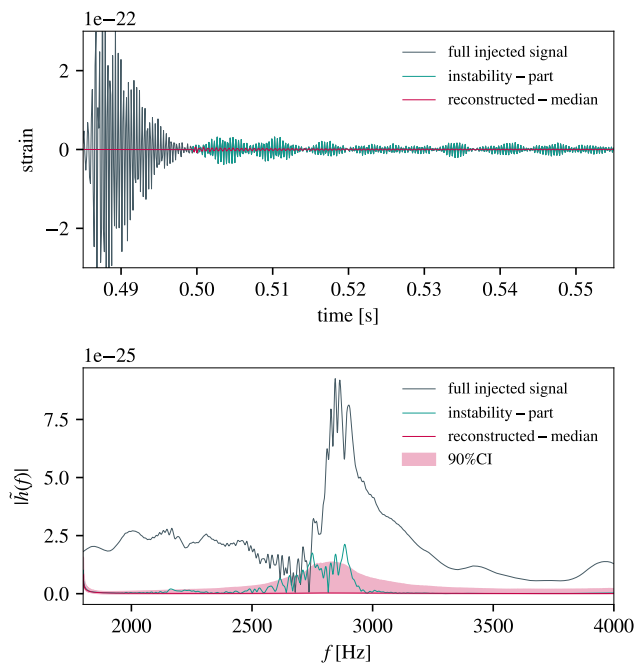 1e−22
2
0
−2
strain
full injected signal
instability−part
reconstructed−median
0.49 0.50 0.51 0.52 0.53 0.54 0.55
time [s]
1e−25
7.5
5.0
2.5
0.0
|h̃(f)|
full injected signal
instability−part
reconstructed−median
90%CI
2000 2500 3000 3500 4000
f [Hz]